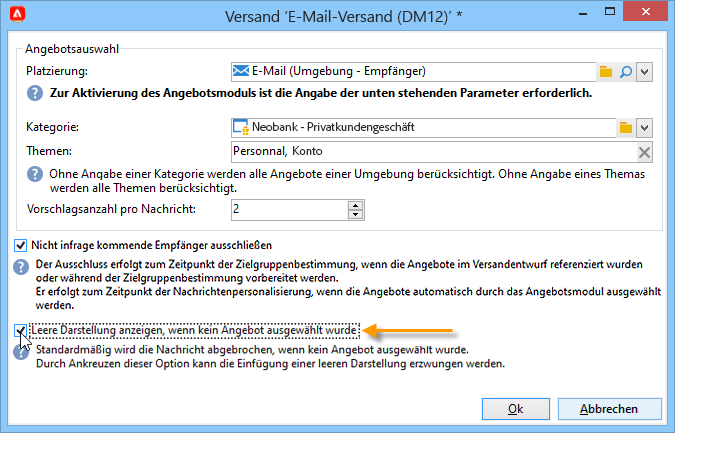 Versand ‘E-Mail-Versand (DM12)’ *
Angebotsauswahl
Platzierung:
E-Mail (Umgebung - Empfänger)
Zur Aktivierung des Angebotsmoduls ist die Angabe der unten stehenden Parameter erforderlich.
Kategorie:
Neobank - Privatkundengeschäft
Themen:
Personnal, Konto
Ohne Angabe einer Kategorie werden alle Angebote einer Umgebung berücksichtigt. Ohne Angabe eines Themas
werden alle Themen berücksichtigt.
Vorschlagsanzahl pro Nachricht:
2
Nicht infrage kommende Empfänger ausschließen
Der Ausschluss erfolgt zum Zeitpunkt der Zielgruppenbestimmung, wenn die Angebote im Versandentwurf referenziert wurden
oder während der Zielgruppenbestimmung vorbereitet werden.
Er erfolgt zum Zeitpunkt der Nachrichtenpersonalisierung, wenn die Angebote automatisch durch das Angebotsmodul ausgewählt
werden.
Leere Darstellung anzeigen, wenn kein Angebot ausgewählt wurde
Standardmäßig wird die Nachricht abgebrochen, wenn kein Angebot ausgewählt wurde.
Durch Ankreuzen dieser Option kann die Einfügung einer leeren Darstellung erzwungen werden.
Ok
Abbrechen